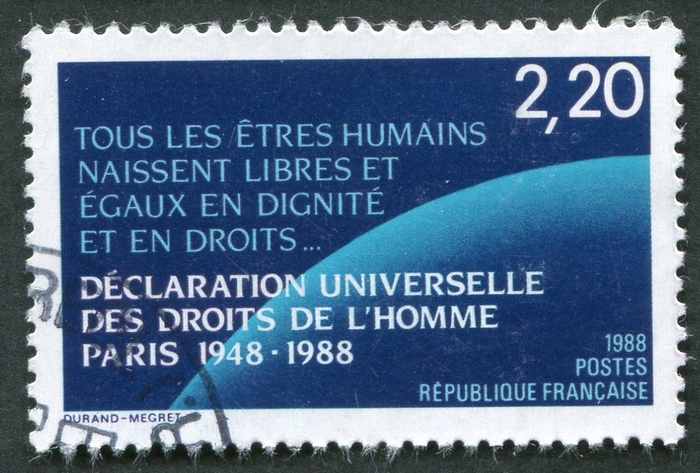 2,20
TOUS LES ÊTRES HUMAINS
NAISSENT LIBRES ET
ÉGAUX EN DIGNITÉ
ET EN DROITS...
DÉCLARATION UNIVERSELLE
DES DROITS DE L'HOMME
PARIS 1948-1988
1988
POSTES
RÉPUBLIQUE FRANÇAISE
DURAND-MEGRET